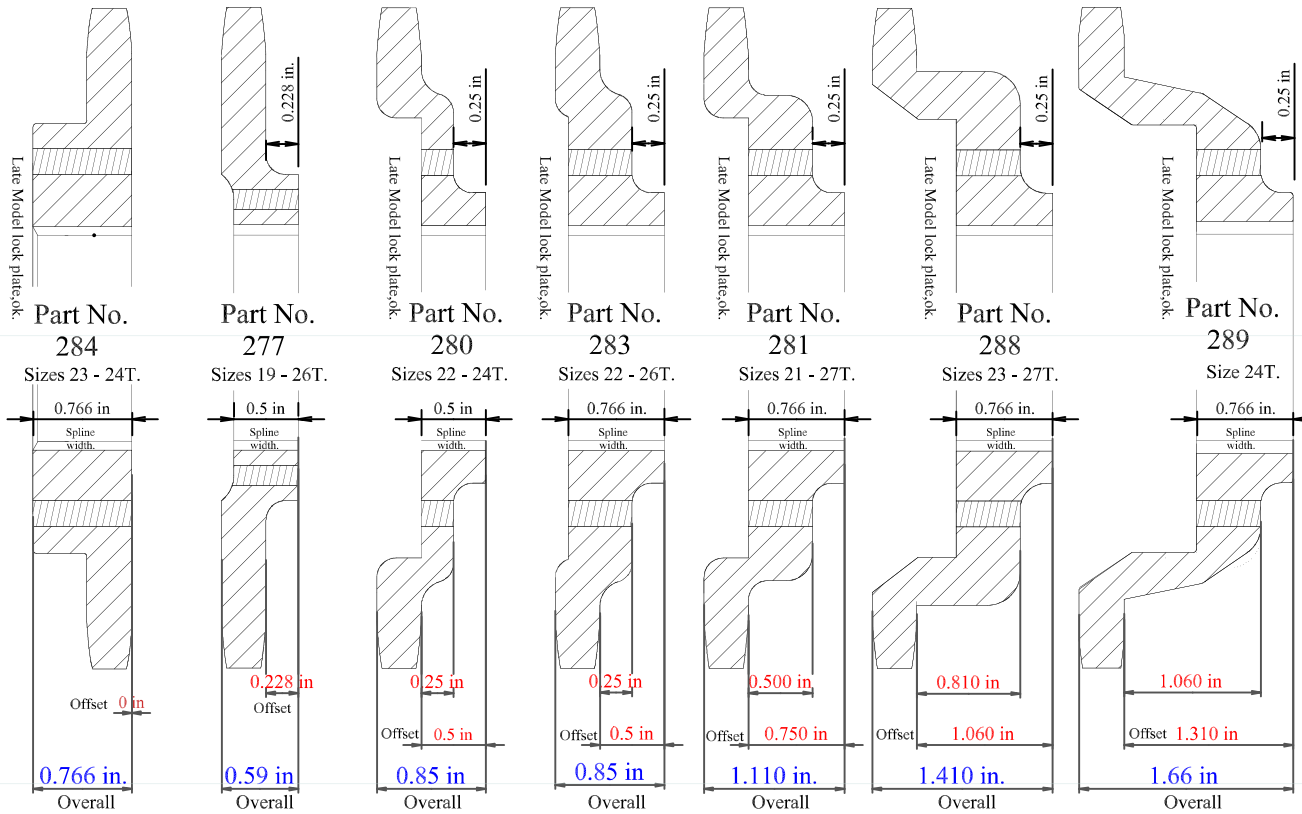 0.228 in.
0.25 in
0.25 in
0.25 in
0.25 in
0.25 in
Late Model lock plate,ok.
Late Model lock plate,ok.
Late Model lock plate,ok.
Late Model lock plate,ok.
Late Model lock plate,ok.
Late Model lock plate,ok.
Part No. Part No. Part No. Part No. Part No. Part No. Part No.
284 277 280 283 281 288 289
Sizes 23 - 24T. Sizes 19 - 26T. Sizes 22 - 24T. Sizes 22 - 26T. Sizes 21 - 27T. Sizes 23 - 27T. Size 24T.
0.766 in 0.5 in 0.5 in 0.766 in. 0.766 in. 0.766 in. 0.766 in.
Spline Spline Spline Spline Spline Spline Spline
width. width. width. width. width. width. width.
0.228 in 0.25 in 0.25 in 0.500 in 0.810 in 1.060 in
Offset 0 in Offset
Offset 0.5 in Offset 0.5 in Offset 0.750 in Offset 1.060 in Offset 1.310 in
0.766 in. 0.59 in 0.85 in 0.85 in 1.110 in. 1.410 in. 1.66 in
Overall Overall Overall Overall Overall Overall Overall